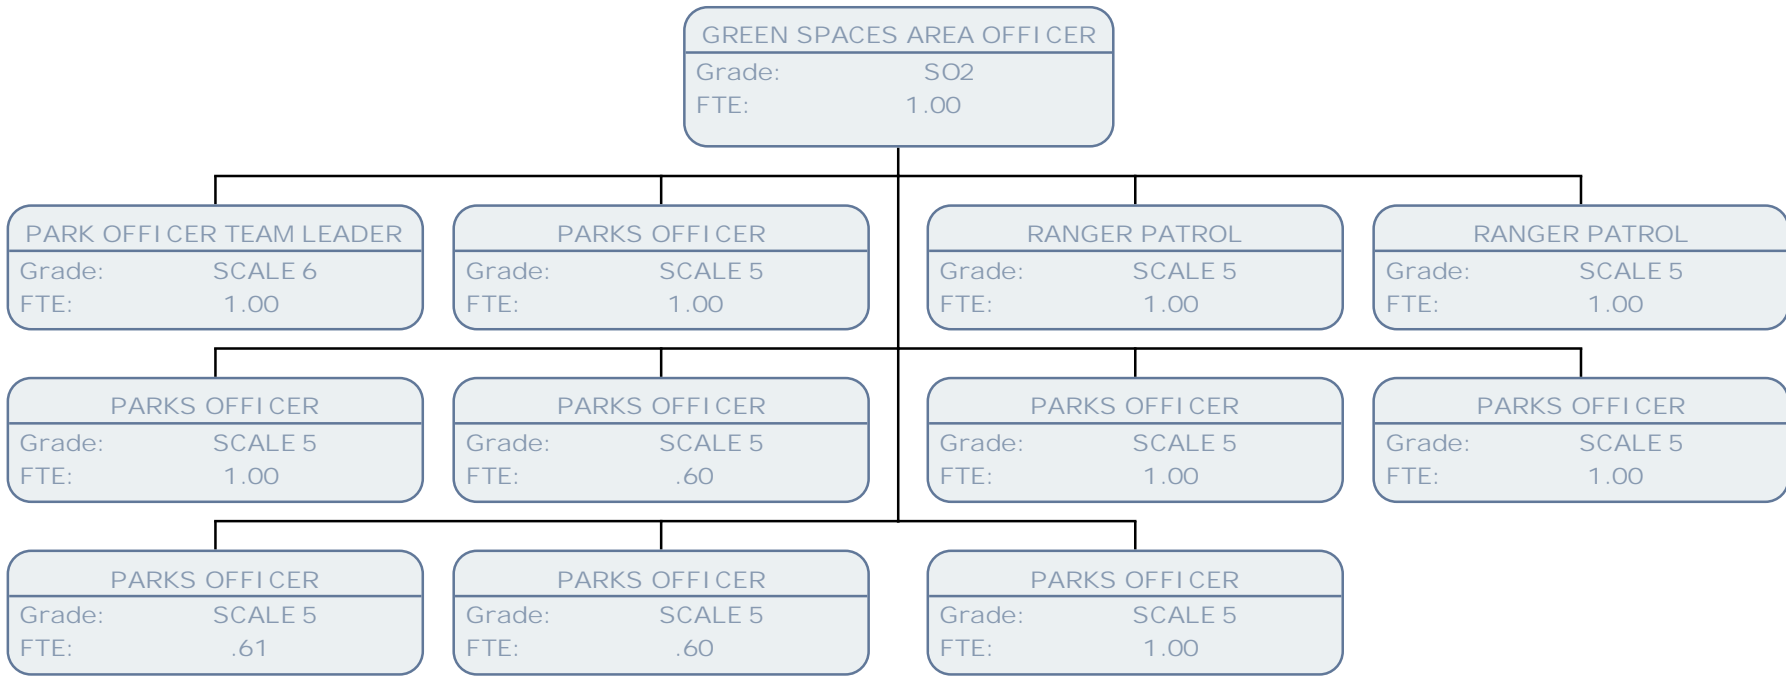 GREEN SPACES AREA OFFICER
Grade: SO2
FTE: 1.00
PARK OFFICER TEAM LEADER
Grade: SCALE 6
FTE: 1.00
PARKS OFFICER
Grade: SCALE 5
FTE: 1.00
RANGER PATROL
Grade: SCALE 5
FTE: 1.00
RANGER PATROL
Grade: SCALE 5
FTE: 1.00
PARKS OFFICER
Grade: SCALE 5
FTE: 1.00
PARKS OFFICER
Grade: SCALE 5
FTE: .60
PARKS OFFICER
Grade: SCALE 5
FTE: 1.00
PARKS OFFICER
Grade: SCALE 5
FTE: 1.00
PARKS OFFICER
Grade: SCALE 5
FTE: .61
PARKS OFFICER
Grade: SCALE 5
FTE: .60
PARKS OFFICER
Grade: SCALE 5
FTE: 1.00